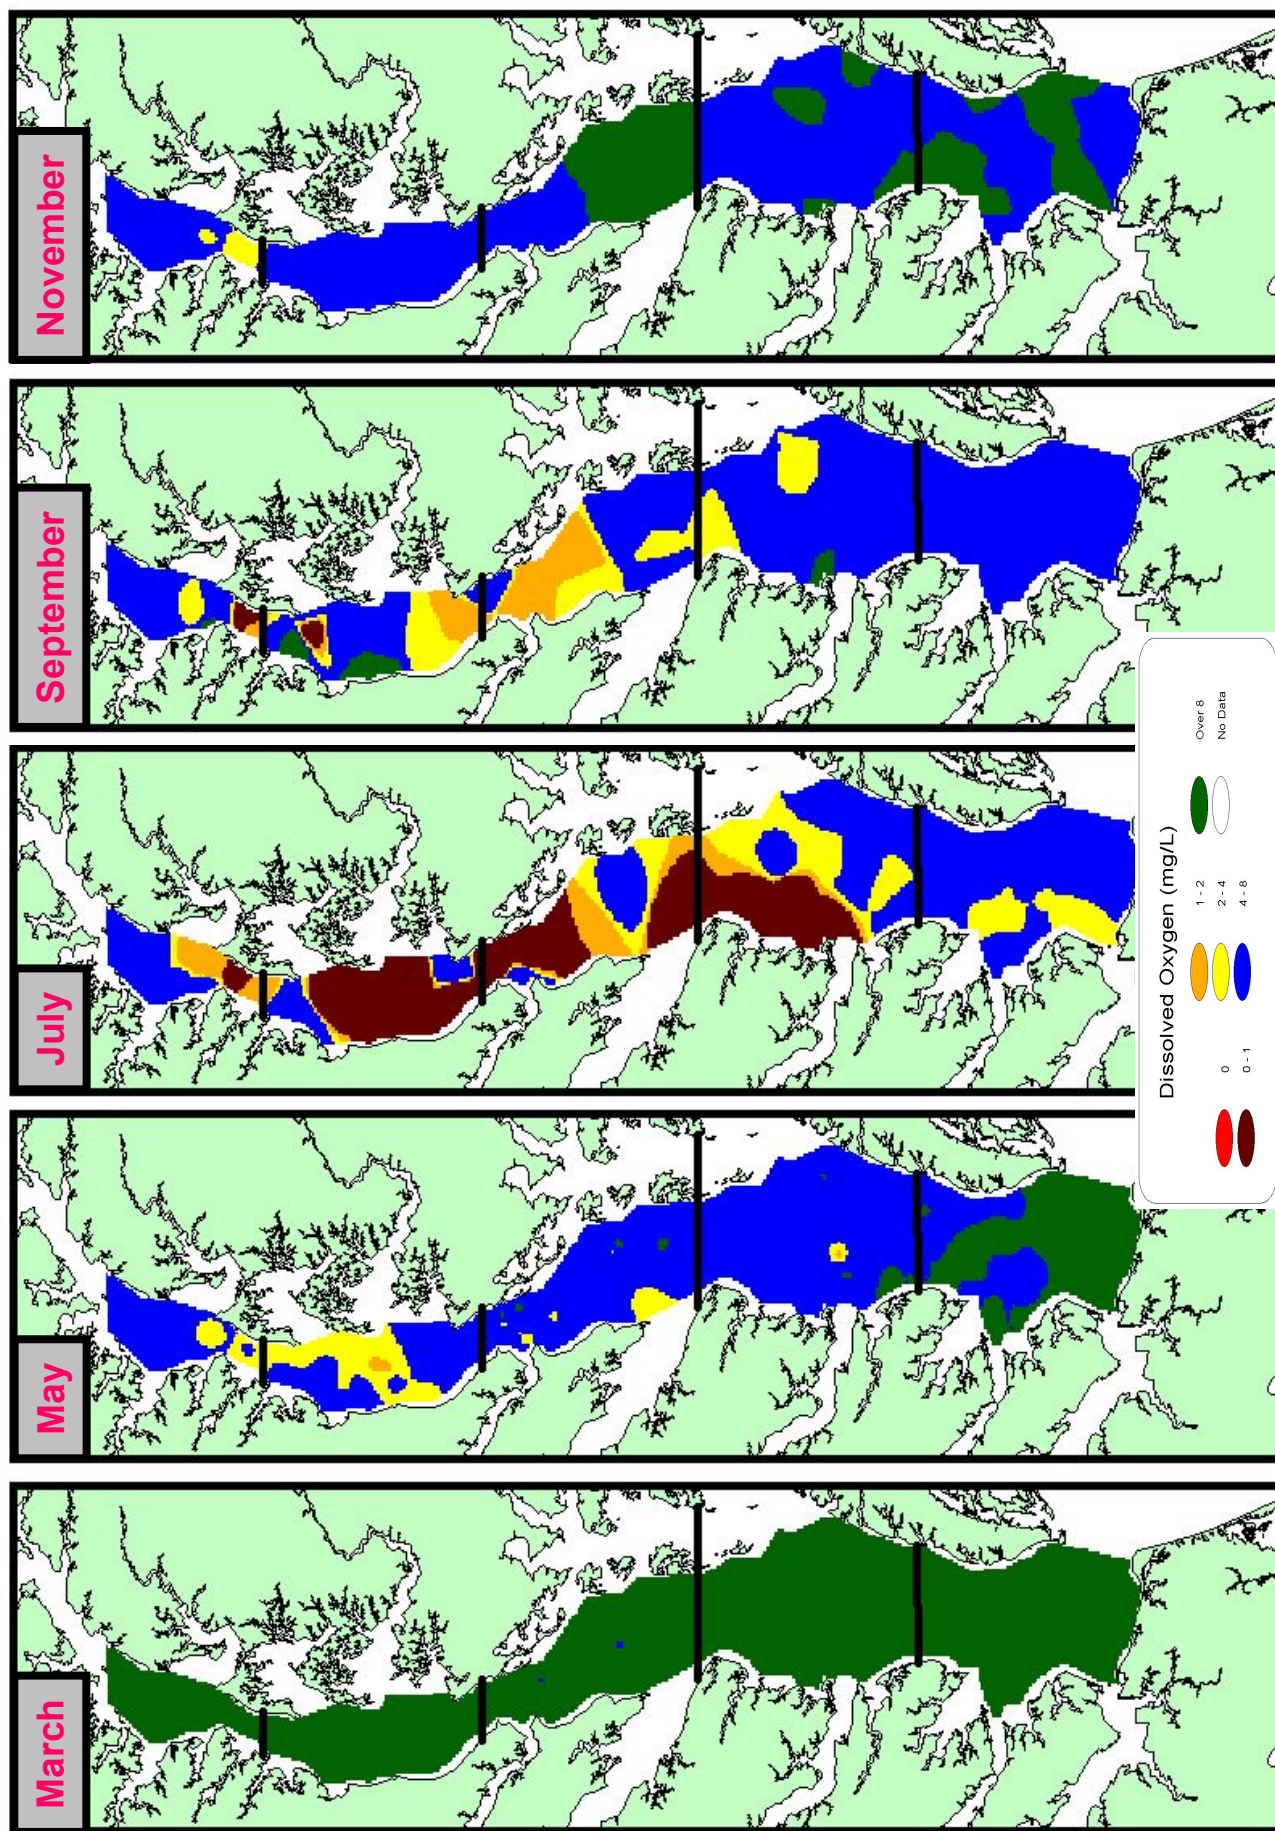 March
May
July
September
November
Dissolved Oxygen (mg/L)
0
0 - 1
1 - 2
2 - 4
4 - 8
Over 8
No Data